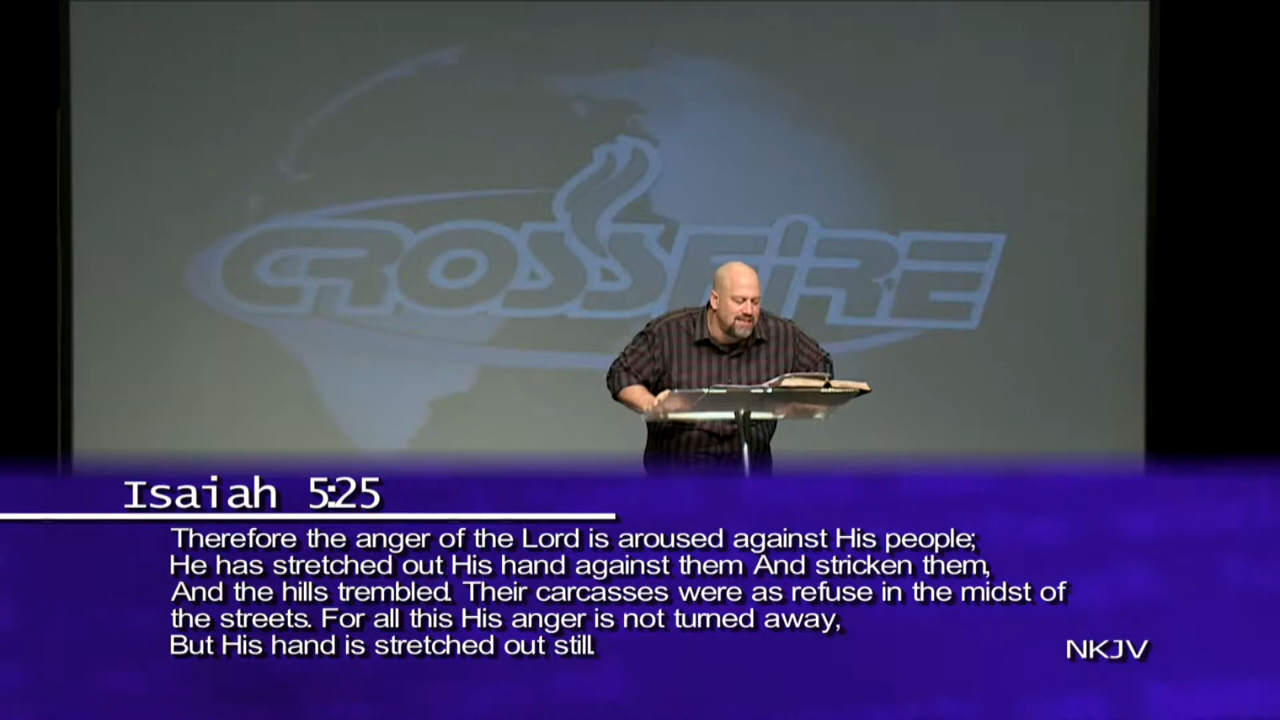 CROSSFIRE
Isaiah 5:25
Therefore the anger of the Lord is aroused against His people;
He has stretched out His hand against them And stricken them,
And the hills trembled. Their carcasses were as refuse in the midst of
the streets. For all this His anger is not turned away,
But His hand is stretched out still.
NKJV